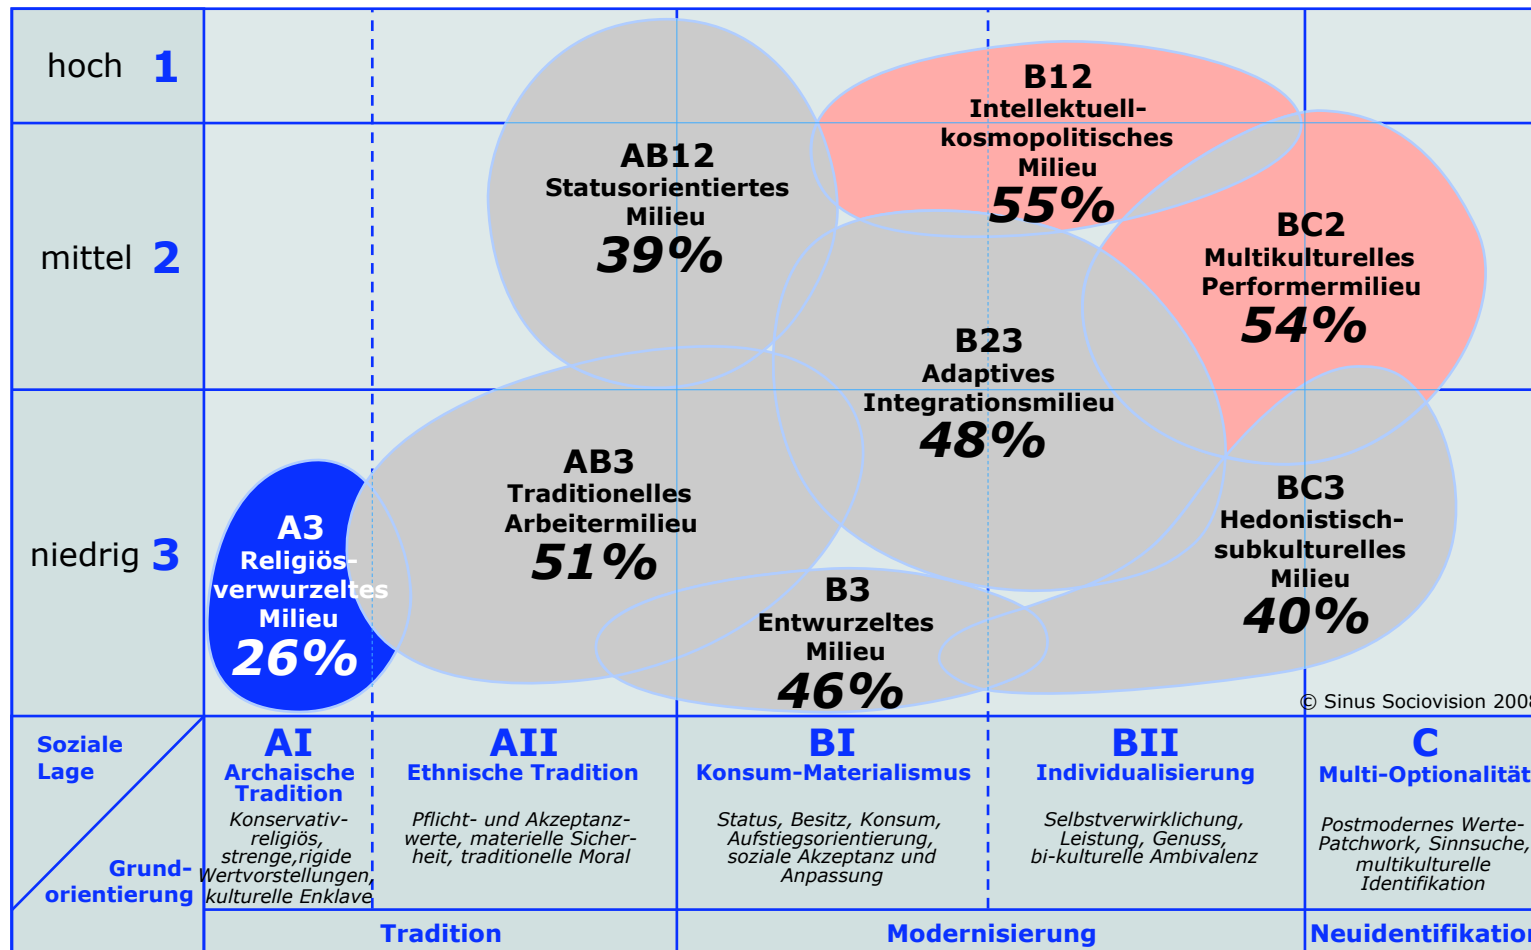 hoch 1
mittel 2
niedrig 3
B12
Intellektuell-
kosmopolitisches
Milieu
55%
AB12
Statusorientiertes
Milieu
39%
BC2
Multikulturelles
Performermilieu
54%
B23
Adaptives
Integrationsmilieu
48%
AB3
Traditionelles
Arbeitermilieu
51%
BC3
Hedonistisch-
subkulturelles
Milieu
40%
A3
Religiös-
verwurzeltes
Milieu
26%
B3
Entwurzeltes
Milieu
46%
© Sinus Sociovision 2008
Soziale
Lage
Grund-
orientierung
AI
Archaische
Tradition
Konservativ-
religiös,
strenge,rigide
Wertvorstellungen,
kulturelle Enklave
AII
Ethnische Tradition
Pflicht- und Akzeptanz-
werte, materielle Sicher-
heit, traditionelle Moral
BI
Konsum-Materialismus
Status, Besitz, Konsum,
Aufstiegsorientierung,
soziale Akzeptanz und
Anpassung
BII
Individualisierung
Selbstverwirklichung,
Leistung, Genuss,
bi-kulturelle Ambivalenz
C
Multi-Optionalität
Postmodernes Werte-
Patchwork, Sinnsuche,
multikulturelle
Identifikation
Tradition
Modernisierung
Neuidentifikation